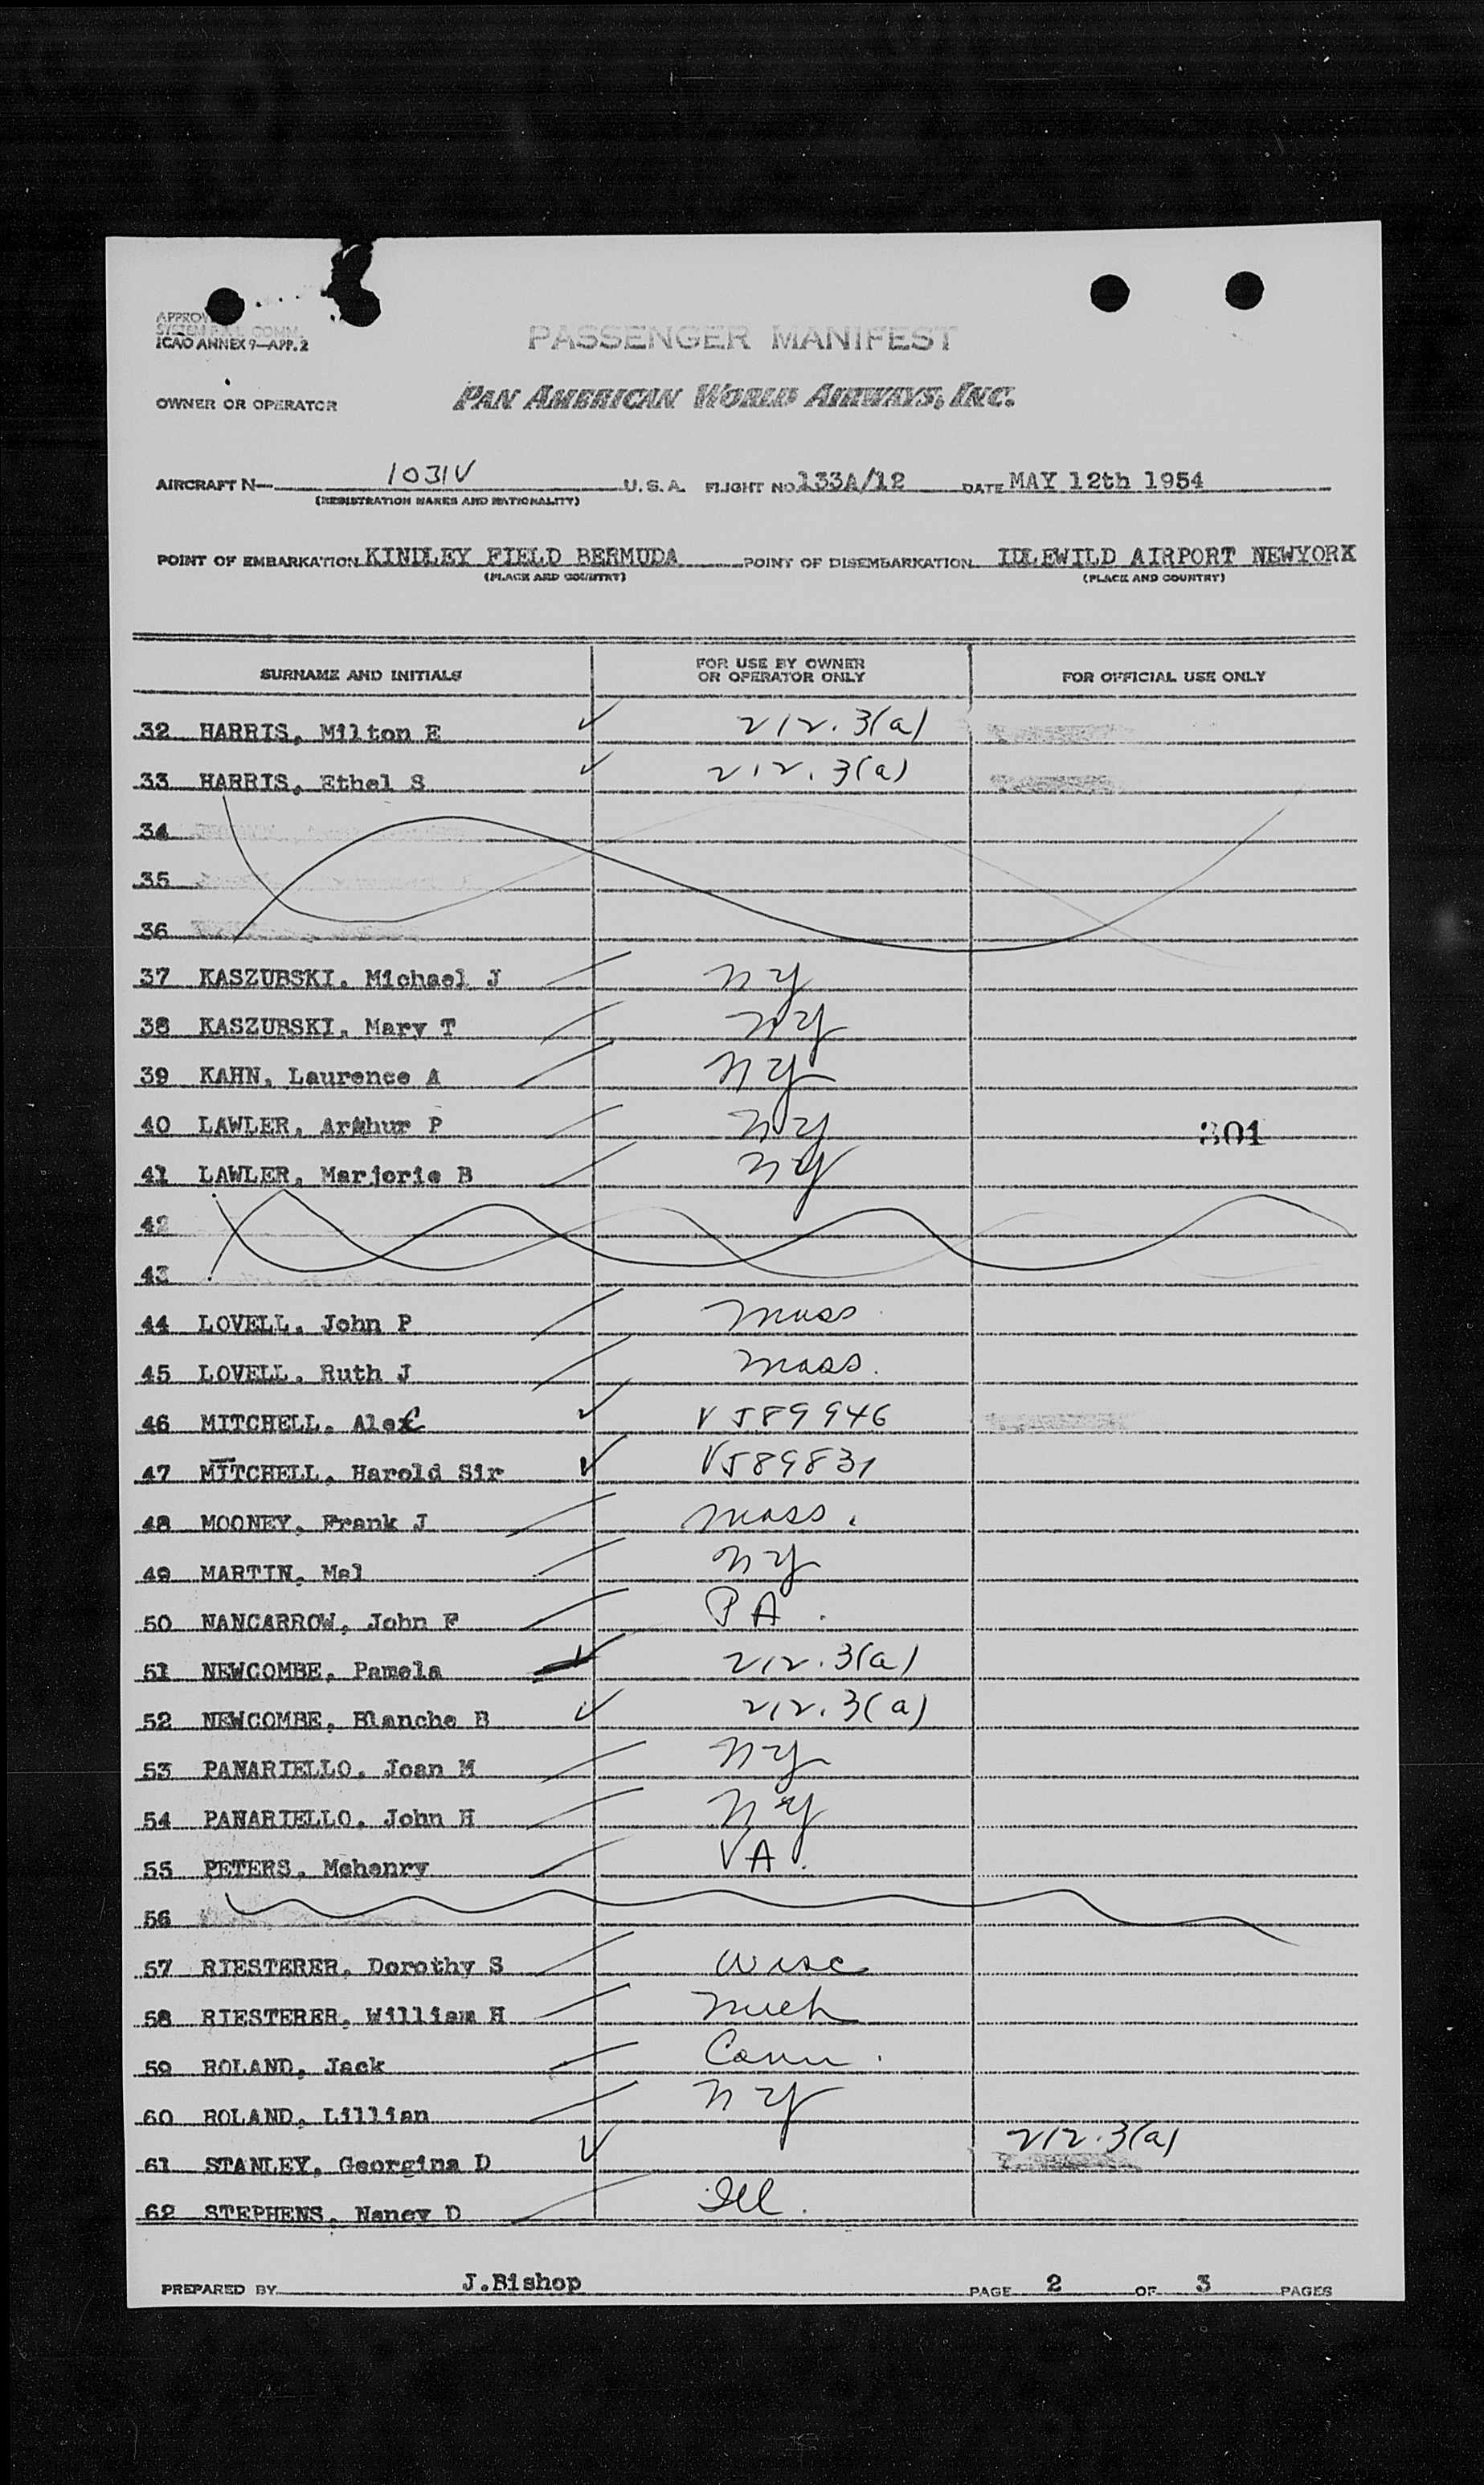 SYSTEM F.A.L. COMM.
ICAO ANNEX 9—APP. 2
PASSENGER MANIFEST
OWNER OR OPERATOR PAN AMERICAN WORLD AIRWAYS, INC.
AIRCRAFT N— 1031V U.S.A. FLIGHT NO 133A/12 DATE MAY 12th 1954
(REGISTRATION MARKS AND NATIONALITY)
POINT OF EMBARKATION KINDLEY FIELD BERMUDA POINT OF DISEMBARKATION IDLEWILD AIRPORT NEWYORK
(PLACE AND COUNTRY) (PLACE AND COUNTRY)
SURNAME AND INITIALS FOR USE BY OWNER OR OPERATOR ONLY FOR OFFICIAL USE ONLY
32 HARRIS, Milton E ✓ 212.3(a)
33 HARRIS, Ethel S ✓ 212.3(a)
34
35
36
37 KASZUBSKI, Michael J NY
38 KASZUBSKI, Mary T NY
39 KAHN, Laurence A NY
40 LAWLER, Arthur P NY 301
41 LAWLER, Marjorie B NY
42
43
44 LOVELL, John P Mass
45 LOVELL, Ruth J Mass.
46 MITCHELL, Alex C ✓ V589946
47 MITCHELL, Harold Sir ✓ V589831
48 MOONEY, Frank J Mass.
49 MARTIN, Mel NY
50 NANCARROW, John F PA.
51 NEWCOMBE, Pamela ✓ 212.3(a)
52 NEWCOMBE, Blanche B ✓ 212.3(a)
53 PANARIELLO, Joan M NY
54 PANARIELLO, John H NY
55 PETERS, Mehenry VA.
56
57 RIESTERER, Dorothy S Wisc
58 RIESTERER, William H Mich
59 ROLAND, Jack Conn.
60 ROLAND, Lillian NY
61 STANLEY, Georgina D ✓ 212.3(a)
62 STEPHENS, Nancy D Ill.
PREPARED BY J.Bishop PAGE 2 OF 3 PAGES